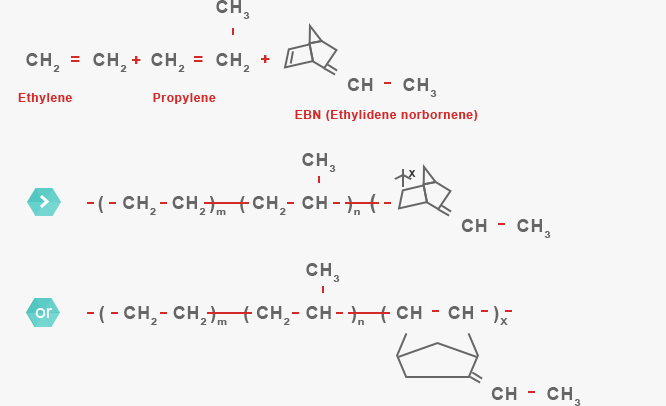 CH3
CH2 = CH2 + CH2 = CH2 +
CH - CH3
Ethylene Propylene
EBN (Ethylidene norbornene)
CH3
x
-( - CH2 - CH2 )m ( CH2 - CH - )n ( -
CH - CH3
CH3
or -( - CH2 - CH2 )m ( CH2 - CH - )n ( CH - CH - )x
CH - CH3